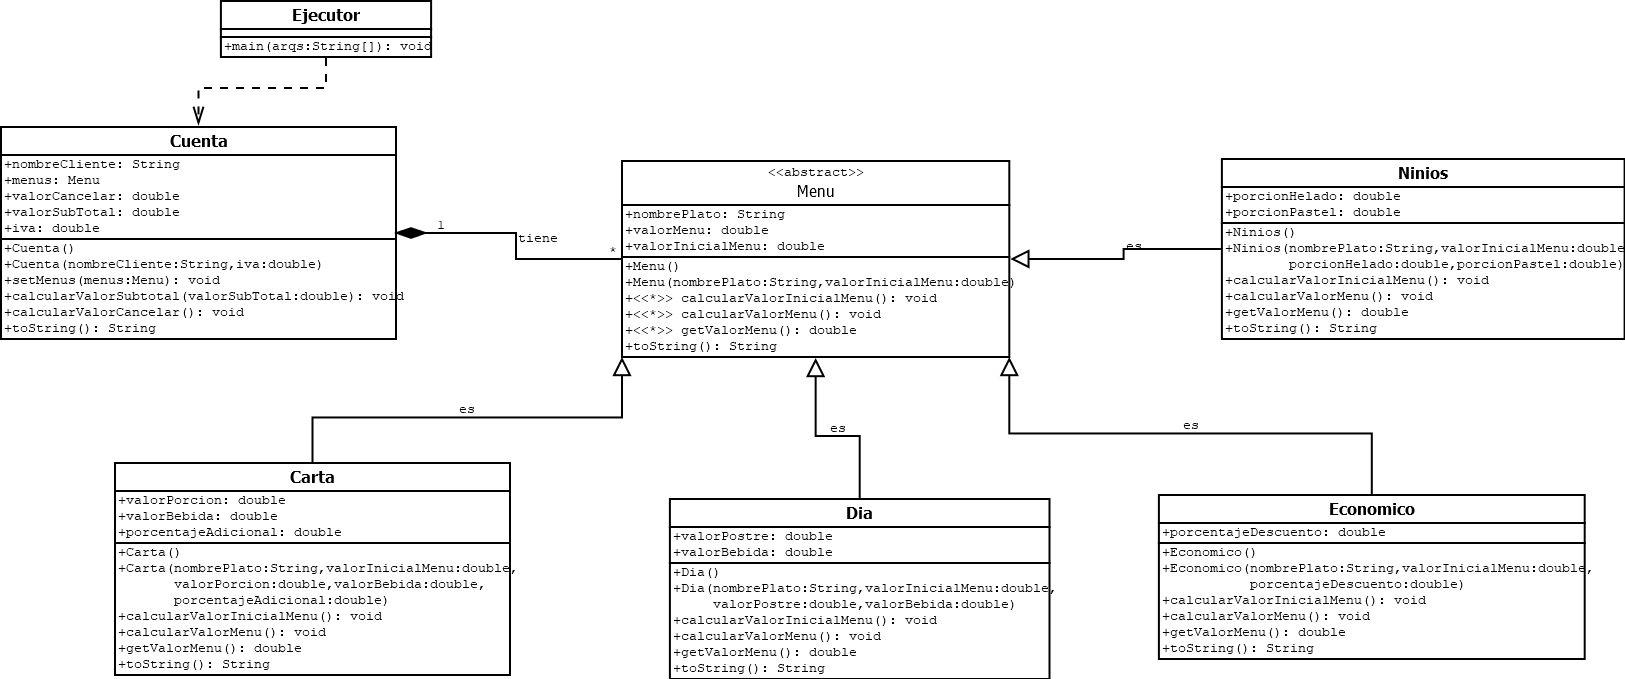 Ejecutor
+main(args:String[]): void
Cuenta
+nombreCliente: String
+menus: Menu
+valorCancelar: double
+valorSubTotal: double
+iva: double
+Cuenta()
+Cuenta(nombreCliente:String,iva:double)
+setMenus(menus:Menu): void
+calcularValorSubtotal(valorSubTotal:double): void
+calcularValorCancelar(): void
+toString(): String
1
tiene
*
<<abstract>>
Menu
+nombrePlato: String
+valorMenu: double
+valorInicialMenu: double
+Menu()
+Menu(nombrePlato:String,valorInicialMenu:double)
+<<*>> calcularValorInicialMenu(): void
+<<*>> calcularValorMenu(): void
+<<*>> getValorMenu(): double
+toString(): String
es
Ninios
+porcionHelado: double
+porcionPastel: double
+Ninios()
+Ninios(nombrePlato:String,valorInicialMenu:double
porcionHelado:double,porcionPastel:double)
+calcularValorInicialMenu(): void
+calcularValorMenu(): void
+getValorMenu(): double
+toString(): String
es
es
es
Carta
+valorPorcion: double
+valorBebida: double
+porcentajeAdicional: double
+Carta()
+Carta(nombrePlato:String,valorInicialMenu:double,
valorPorcion:double,valorBebida:double,
porcentajeAdicional:double)
+calcularValorInicialMenu(): void
+calcularValorMenu(): void
+getValorMenu(): double
+toString(): String
Dia
+valorPostre: double
+valorBebida: double
+Dia()
+Dia(nombrePlato:String,valorInicialMenu:double,
valorPostre:double,valorBebida:double)
+calcularValorInicialMenu(): void
+calcularValorMenu(): void
+getValorMenu(): double
+toString(): String
Economico
+porcentajeDescuento: double
+Economico()
+Economico(nombrePlato:String,valorInicialMenu:double,
porcentajeDescuento:double)
+calcularValorInicialMenu(): void
+calcularValorMenu(): void
+getValorMenu(): double
+toString(): String